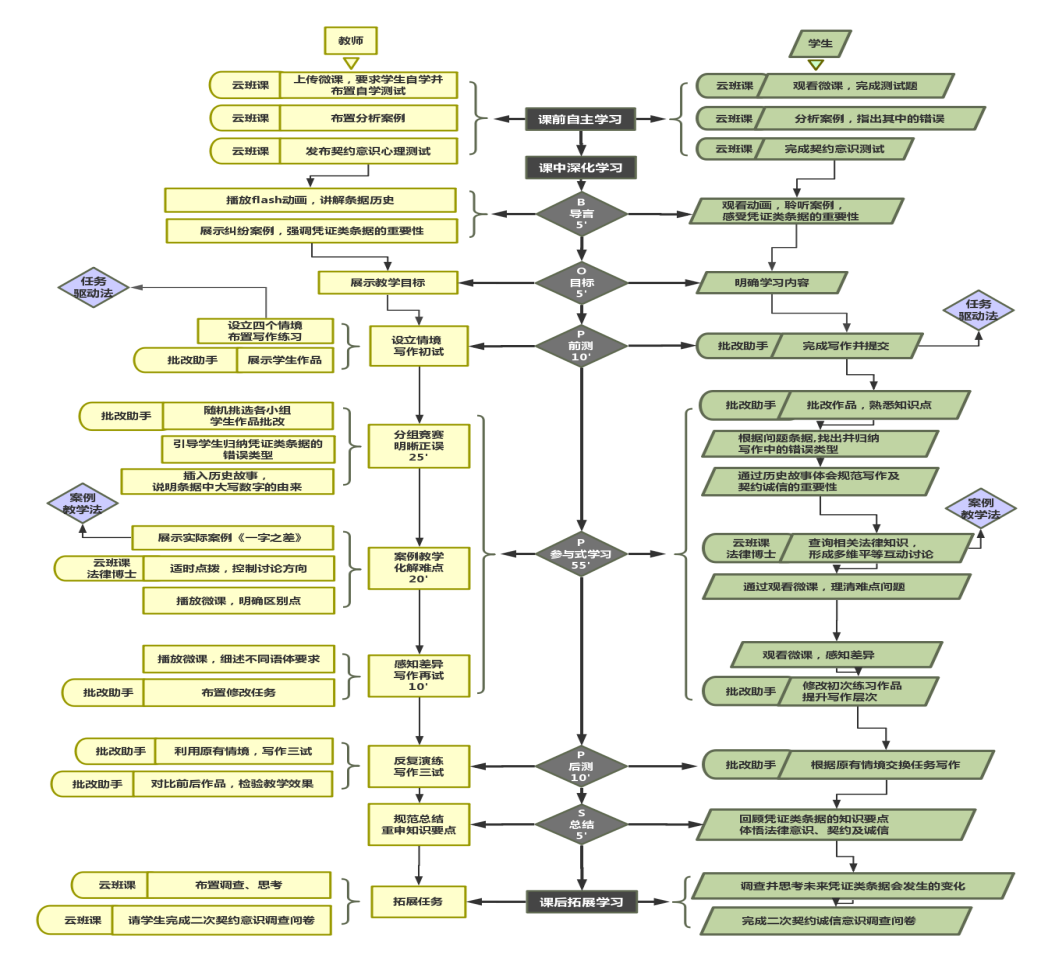 教师
学生
云班课
上传微课，要求学生自学并
布置自学测试
云班课
观看微课，完成测试题
云班课
布置分析案例
课前自主学习
云班课
分析案例，指出其中的错误
云班课
发布契约意识心理测试
云班课
完成契约意识测试
课中深化学习
播放flash动画，讲解条据历史
B
导言
5'
观看动画，聆听案例，
感受凭证类条据的重要性
展示纠纷案例，强调凭证类条据的重要性
任务
驱动法
展示教学目标
O
目标
5'
明确学习内容
任务
驱动法
设立四个情境
布置写作练习
设立情境
写作初试
P
前测
10'
批改助手
完成写作并提交
批改助手
展示学生作品
批改助手
随机挑选各小组
学生作品批改
批改助手
批改作品，熟悉知识点
引导学生归纳凭证类条据的
错误类型
分组竞赛
明晰正误
25'
根据问题条据,找出并归纳
写作中的错误类型
插入历史故事，
说明条据中大写数字的由来
通过历史故事体会规范写作及
契约诚信的重要性
案例
教学法
案例
教学法
展示实际案例《一字之差》
云班课
法律博士
适时点拨，控制讨论方向
案例教学
化解难点
20'
P
参与式学习
55'
云班课
法律博士
查询相关法律知识，
形成多维平等互动讨论
播放微课，明确区别点
通过观看微课，理清难点问题
播放微课，细述不同语体要求
感知差异
写作再试
10'
观看微课，感知差异
批改助手
布置修改任务
批改助手
修改初次练习作品
提升写作层次
批改助手
利用原有情境，写作三试
反复演练
写作三试
P
后测
10'
批改助手
根据原有情境交换任务写作
批改助手
对比前后作品，检验教学效果
规范总结
重申知识要点
S
总结
5'
回顾凭证类条据的知识要点
体悟法律意识、契约及诚信
云班课
布置调查、思考
拓展任务
课后拓展学习
调查并思考未来凭证类条据会发生的变化
云班课
请学生完成二次契约意识调查问卷
完成二次契约诚信意识调查问卷